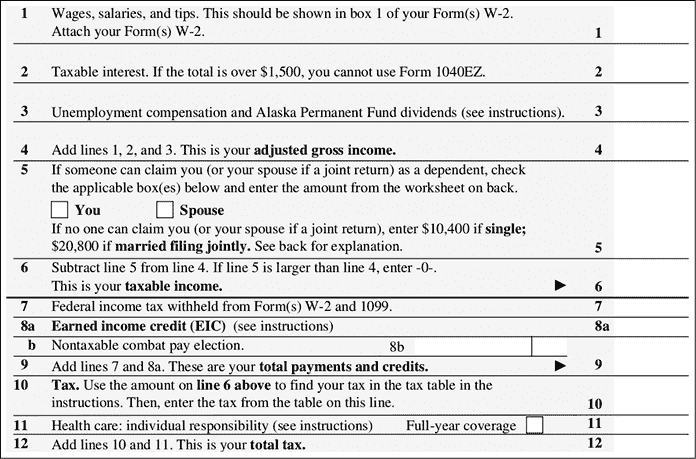 1 Wages, salaries, and tips. This should be shown in box 1 of your Form(s) W-2.
Attach your Form(s) W-2. 1
2 Taxable interest. If the total is over $1,500, you cannot use Form 1040EZ. 2
3 Unemployment compensation and Alaska Permanent Fund dividends (see instructions). 3
4 Add lines 1, 2, and 3. This is your adjusted gross income. 4
5 If someone can claim you (or your spouse if a joint return) as a dependent, check
the applicable box(es) below and enter the amount from the worksheet on back.
You Spouse
If no one can claim you (or your spouse if a joint return), enter $10,400 if single;
$20,800 if married filing jointly. See back for explanation. 5
6 Subtract line 5 from line 4. If line 5 is larger than line 4, enter -0-.
This is your taxable income. ▶ 6
7 Federal income tax withheld from Form(s) W-2 and 1099. 7
8a Earned income credit (EIC) (see instructions) 8a
b Nontaxable combat pay election. 8b
9 Add lines 7 and 8a. These are your total payments and credits. ▶ 9
10 Tax. Use the amount on line 6 above to find your tax in the tax table in the
instructions. Then, enter the tax from the table on this line. 10
11 Health care: individual responsibility (see instructions) Full-year coverage 11
12 Add lines 10 and 11. This is your total tax. 12